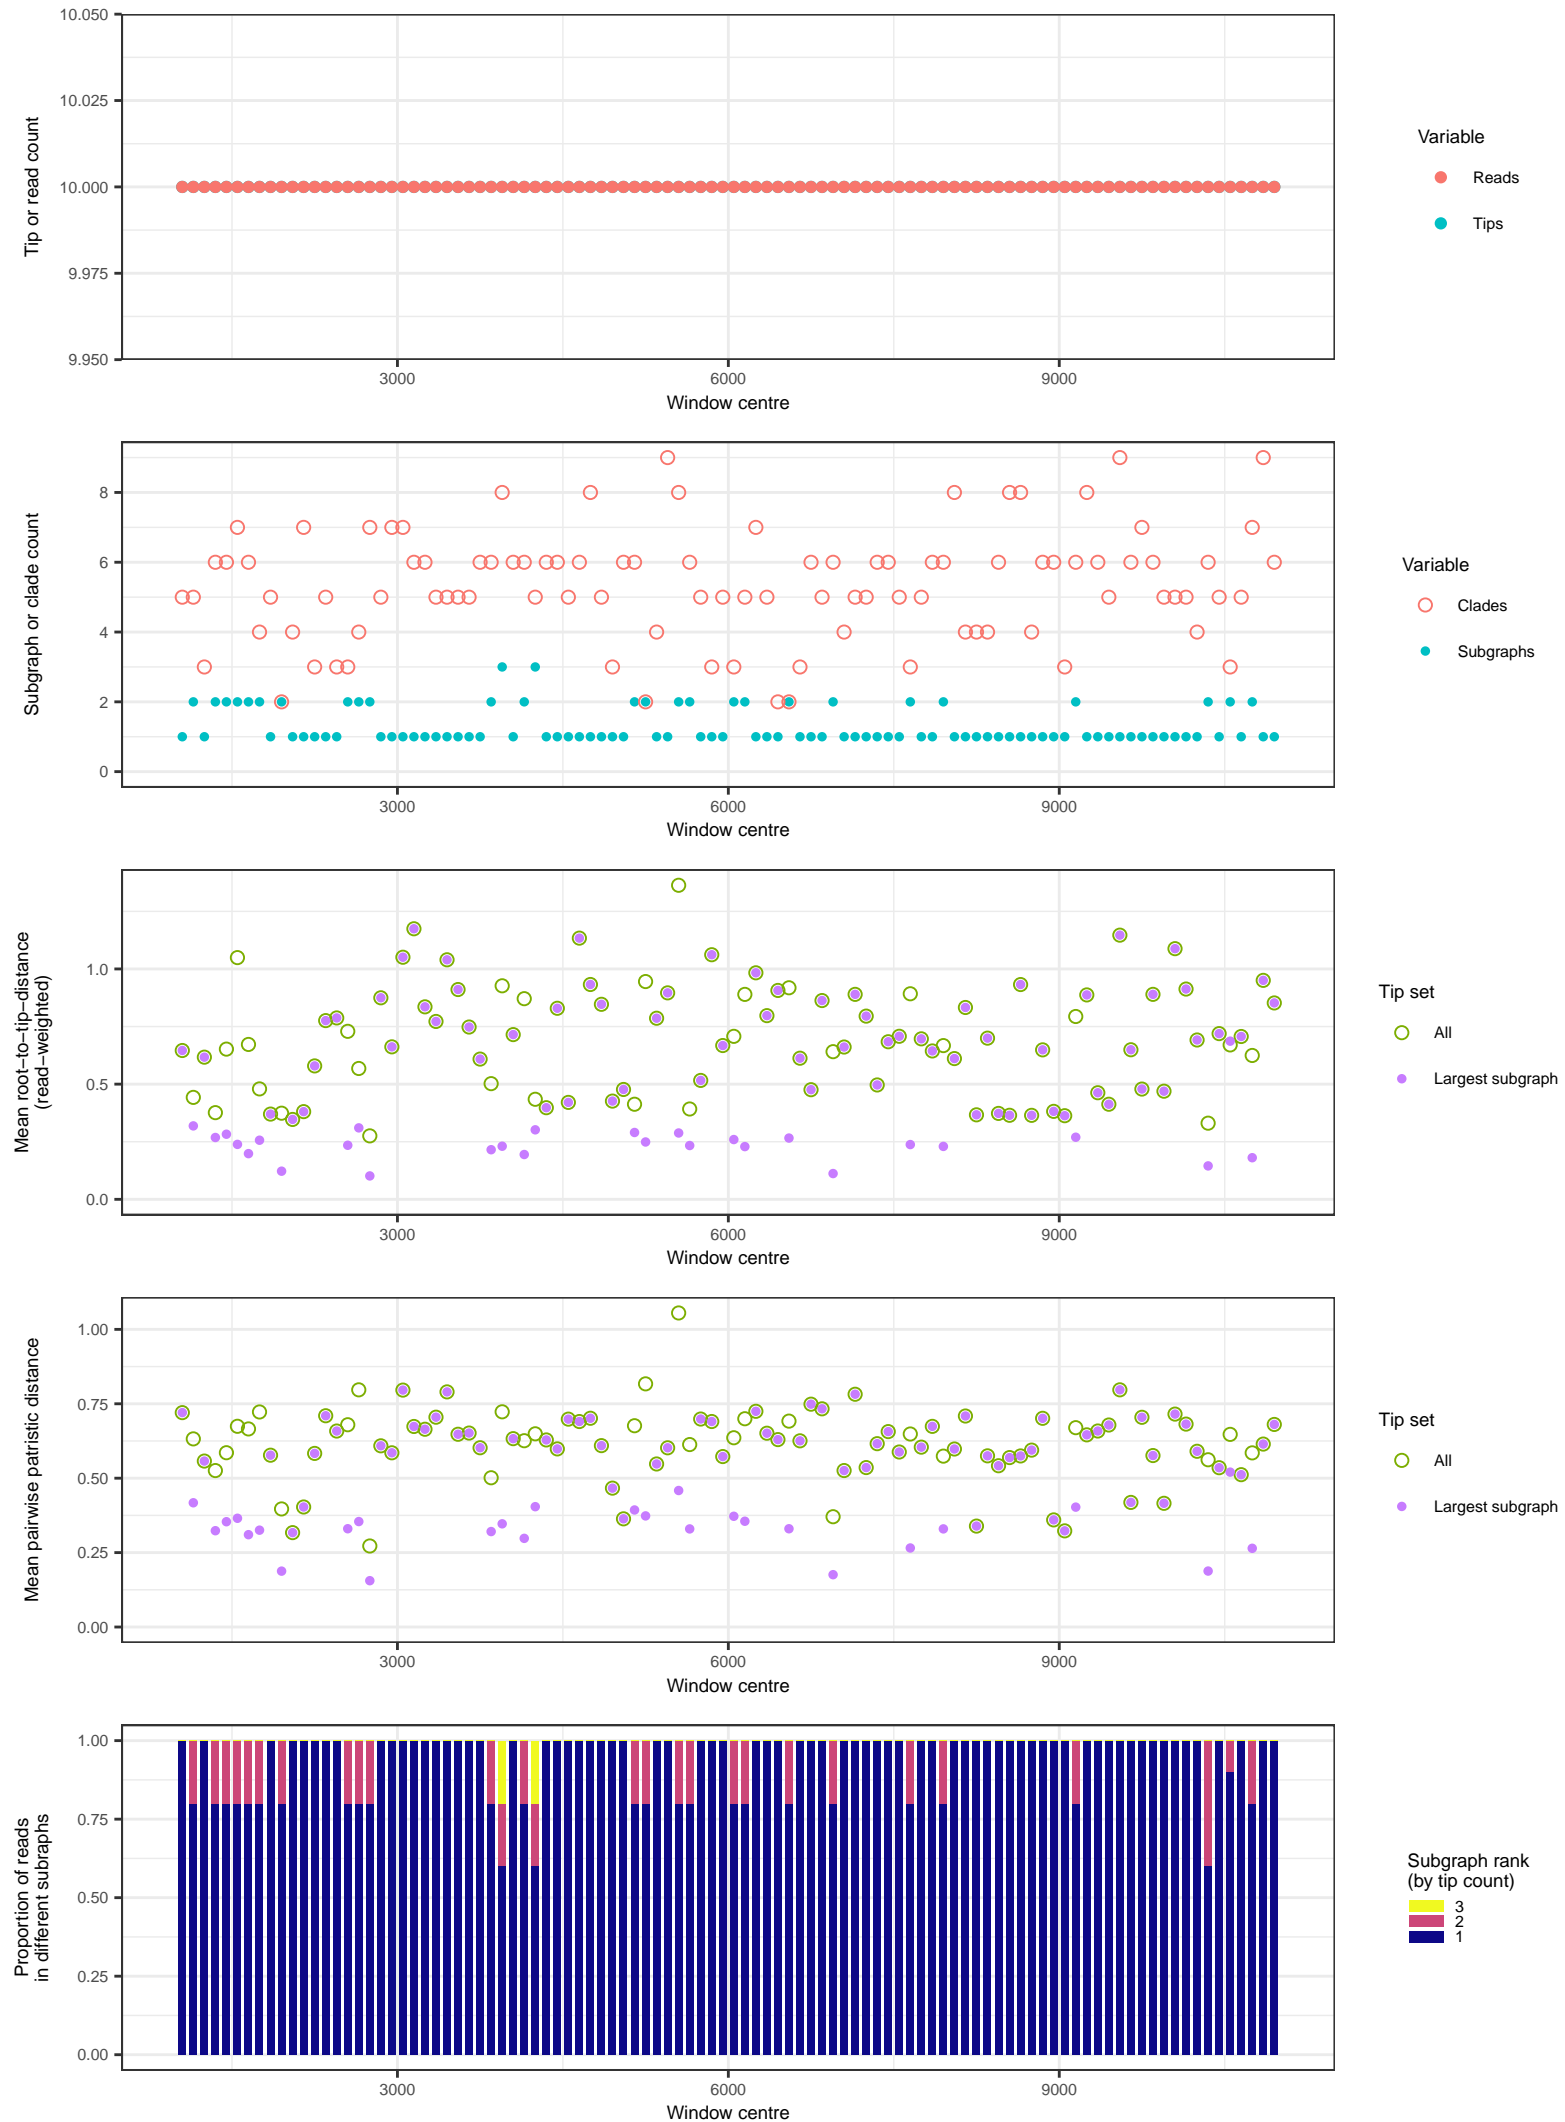 10.050
10.025
10.000
9.975
9.950
Tip or read count
3000
6000
9000
Window centre
Variable
Reads
Tips
8
6
4
2
0
Subgraph or clade count
3000
6000
9000
Window centre
Variable
Clades
Subgraphs
1.0
0.5
0.0
Mean root−to−tip−distance
(read−weighted)
3000
6000
9000
Window centre
Tip set
All
Largest subgraph
1.00
0.75
0.50
0.25
0.00
Mean pairwise patristic distance
3000
6000
9000
Window centre
Tip set
All
Largest subgraph
1.00
0.75
0.50
0.25
0.00
Proportion of reads
in different subraphs
3000
6000
9000
Window centre
Subgraph rank
(by tip count)
3
2
1